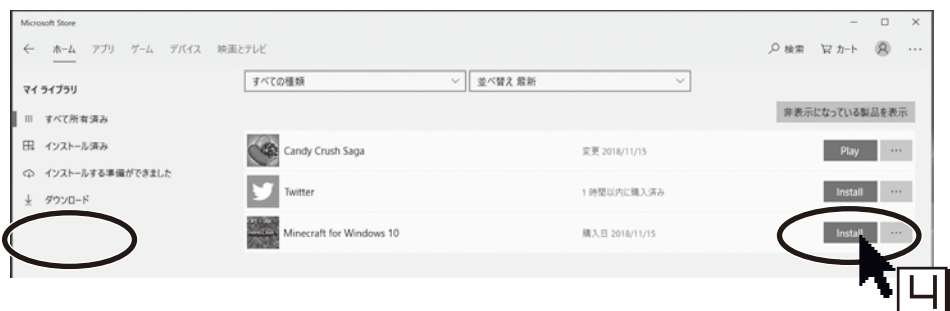 Microsoft Store
ホーム アプリ ゲーム デバイス 映画とテレビ 検索 カート
マイ ライブラリ
すべての種類 並べ替え 最新
非表示になっている製品を表示
すべて所有済み
インストール済み
インストールする準備ができました
ダウンロード
Candy Crush Saga 変更 2018/11/15 Play
Twitter 1 時間以内に購入済み Install
Minecraft for Windows 10 購入日 2018/11/15 Install
4